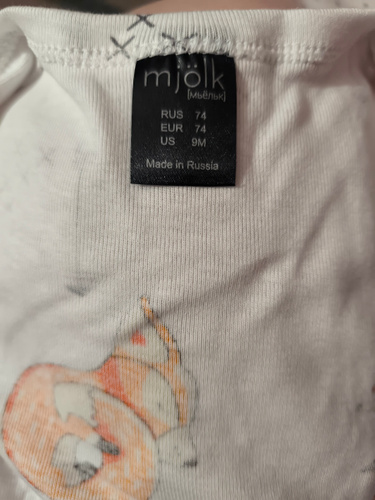 mjölk
[мьёльк]
RUS 74
EUR 74
US 9M
Made in Russia